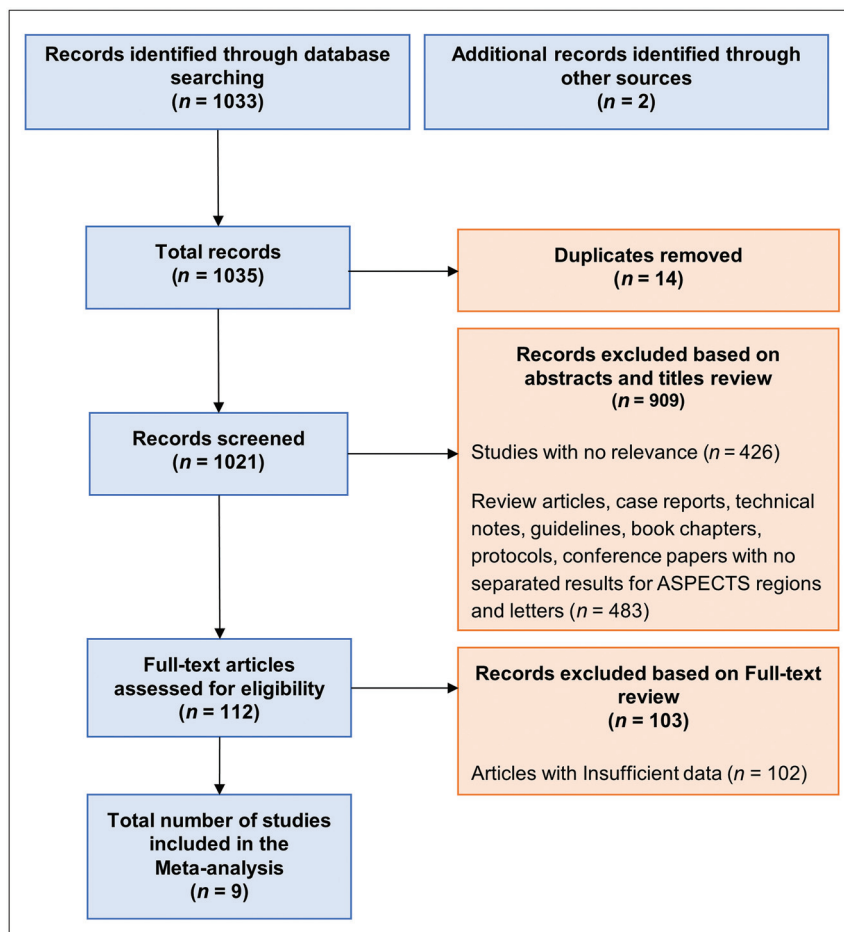 Records identified through database
searching
(n = 1033)
Additional records identified through
other sources
(n = 2)
Total records
(n = 1035)
Duplicates removed
(n = 14)
Records excluded based on
abstracts and titles review
(n = 909)
Studies with no relevance (n = 426)
Review articles, case reports, technical
notes, guidelines, book chapters,
protocols, conference papers with no
separated results for ASPECTS regions
and letters (n = 483)
Records screened
(n = 1021)
Full-text articles
assessed for eligibility
(n = 112)
Records excluded based on Full-text
review
(n = 103)
Articles with Insufficient data (n = 102)
Total number of studies
included in the
Meta-analysis
(n = 9)